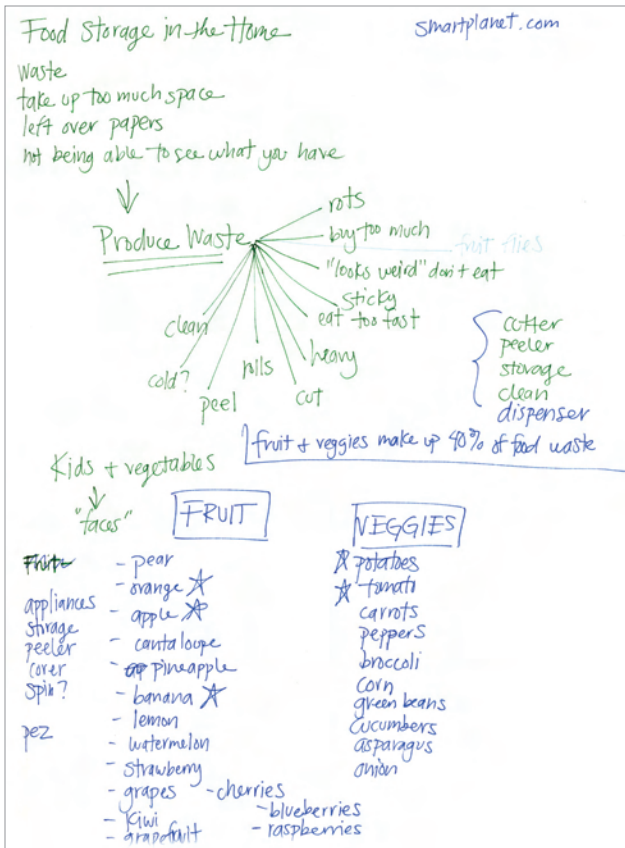 Food Storage in the Home
smartplanet.com
Waste
take up too much space
left over papers
not being able to see what you have
Produce Waste
rots
buy too much
fruit flies
"looks weird" don't eat
sticky
eat too fast
heavy
cut
peel
cold?
clean
cutter
peeler
storage
clean
dispenser
fruit + veggies make up 40% of food waste
Kids + vegetables
"faces"
FRUIT
VEGGIES
Fruits
appliances
storage
peeler
corer
spin?
pez
- pear
- orange
- apple
- cantaloupe
- pineapple
- banana
- lemon
- watermelon
- strawberry
- grapes - cherries
- kiwi - blueberries
- grapefruit - raspberries
potatoes
tomato
carrots
peppers
broccoli
corn
green beans
cucumbers
asparagus
onion